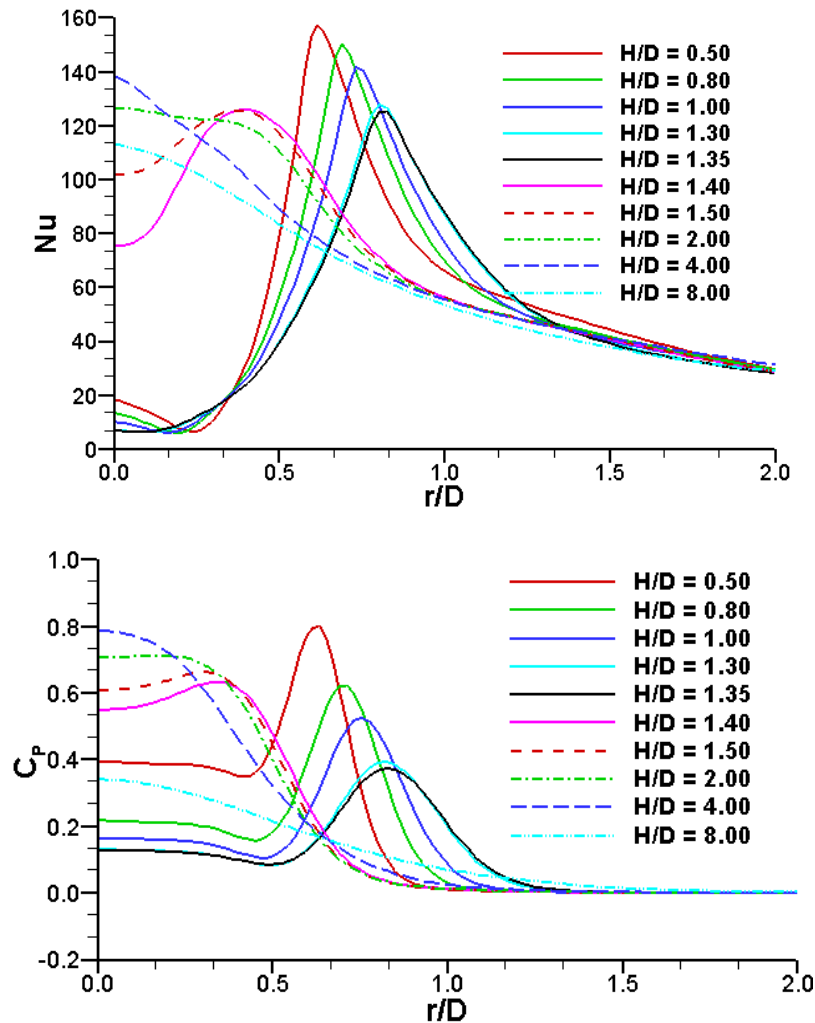 160
140
120
100
80
60
40
20
0
Nu
0.0
0.5
1.0
1.5
2.0
r/D
H/D = 0.50
H/D = 0.80
H/D = 1.00
H/D = 1.30
H/D = 1.35
H/D = 1.40
H/D = 1.50
H/D = 2.00
H/D = 4.00
H/D = 8.00
1.0
0.8
0.6
0.4
0.2
0.0
-0.2
Cp
0.0
0.5
1.0
1.5
2.0
r/D
H/D = 0.50
H/D = 0.80
H/D = 1.00
H/D = 1.30
H/D = 1.35
H/D = 1.40
H/D = 1.50
H/D = 2.00
H/D = 4.00
H/D = 8.00